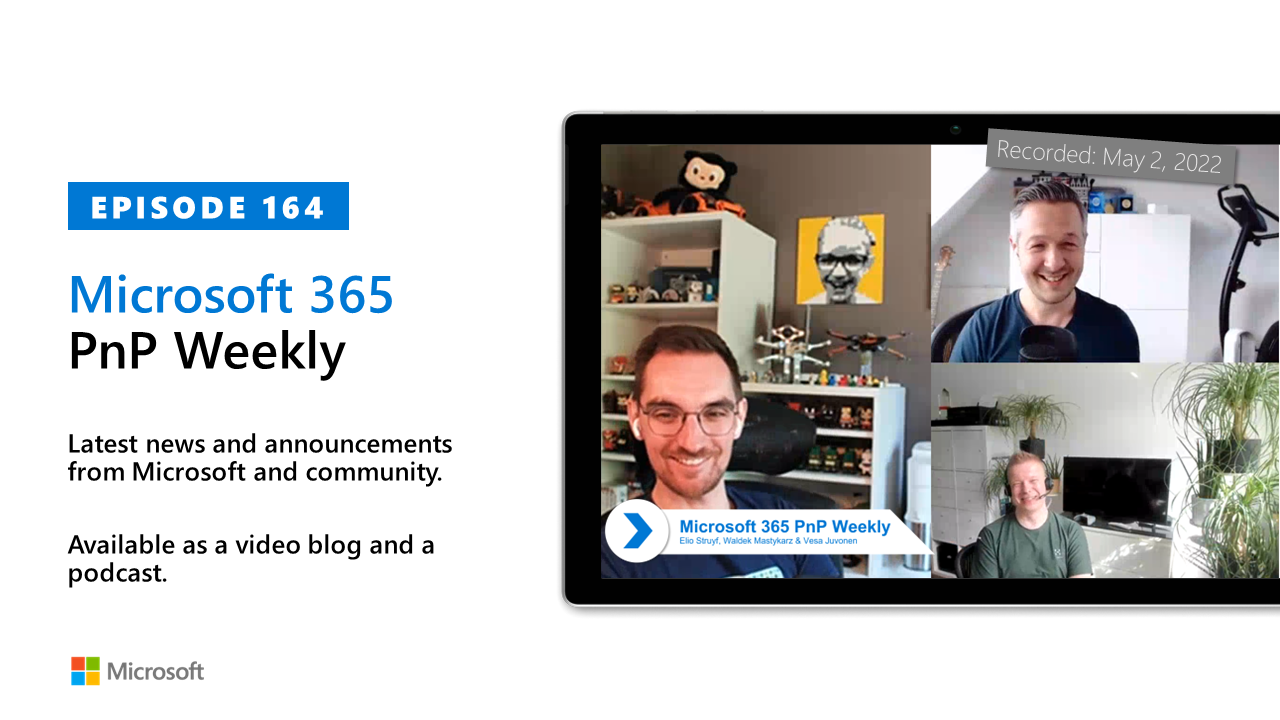 EPISODE 164
Microsoft 365
PnP Weekly
Latest news and announcements
from Microsoft and community.
Available as a video blog and a
podcast.
Microsoft
Recorded: May 2, 2022
Microsoft 365 PnP Weekly
Elio Struyf, Waldek Mastykarz & Vesa Juvonen